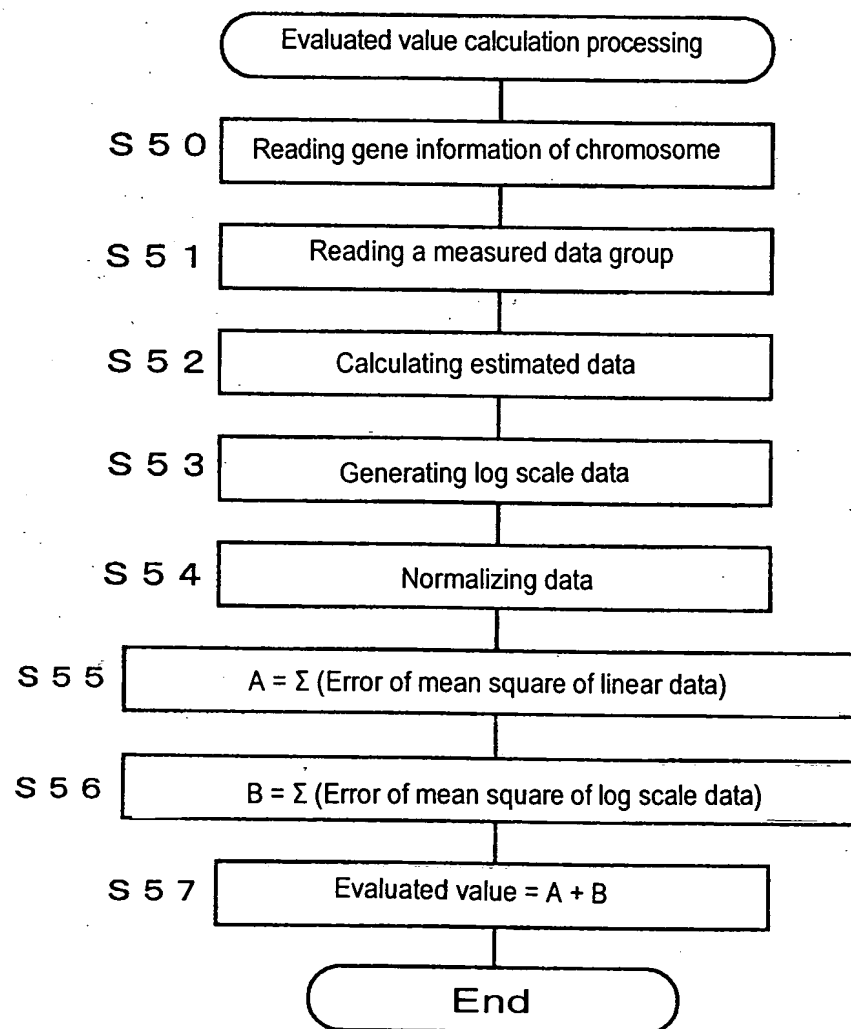 Evaluated value calculation processing
S 5 0 Reading gene information of chromosome
S 5 1 Reading a measured data group
S 5 2 Calculating estimated data
S 5 3 Generating log scale data
S 5 4 Normalizing data
S 5 5 A = Σ (Error of mean square of linear data)
S 5 6 B = Σ (Error of mean square of log scale data)
S 5 7 Evaluated value = A + B
End